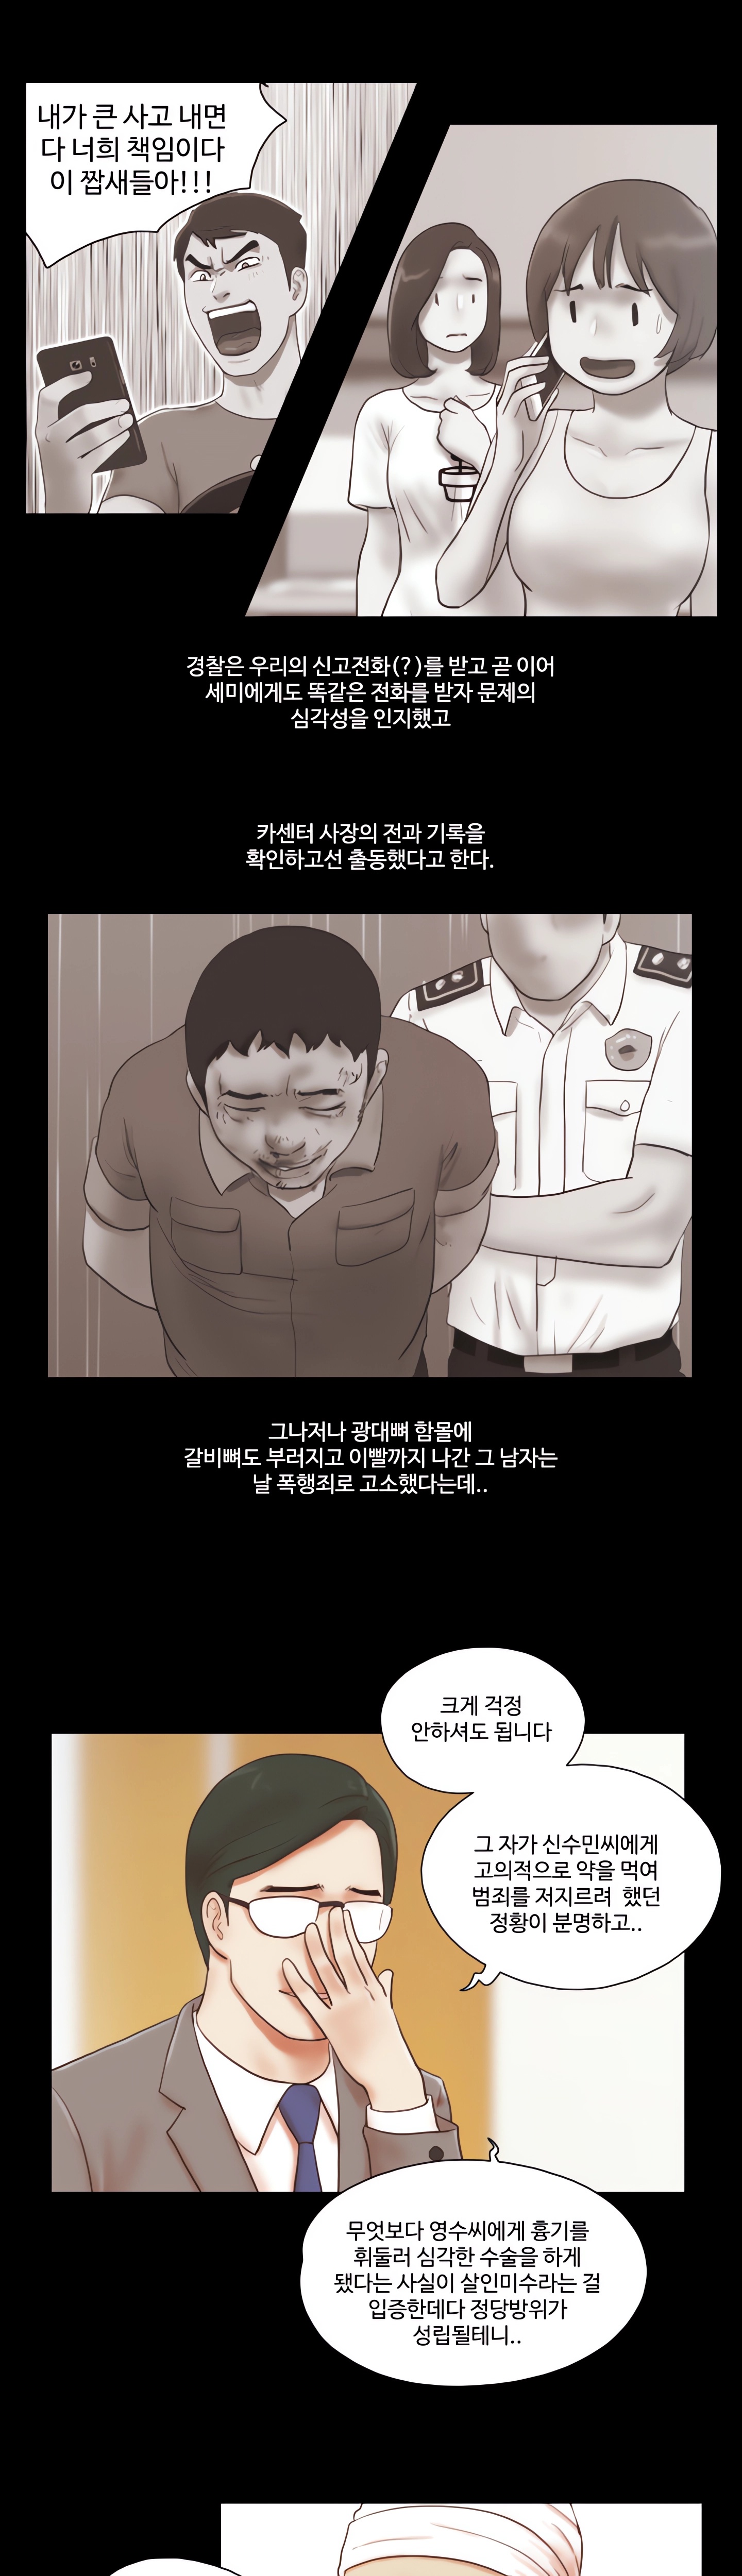 내가 큰 사고 내면
다 너희 책임이다
이 짭새들아!!!
경찰은 우리의 신고전화(?)를 받고 곧 이어
세미에게도 똑같은 전화를 받자 문제의
심각성을 인지했고
카센터 사장의 전과 기록을
확인하고선 출동했다고 한다.
그나저나 광대뼈 함몰에
갈비뼈도 부러지고 이빨까지 나간 그 남자는
날 폭행죄로 고소했다는데..
크게 걱정
안하셔도 됩니다
그 자가 신수민씨에게
고의적으로 약을 먹여
범죄를 저지르려 했던
정황이 분명하고..
무엇보다 영수씨에게 흉기를
휘둘러 심각한 수술을 하게
됐다는 사실이 살인미수라는 걸
입증한데다 정당방위가
성립될테니..